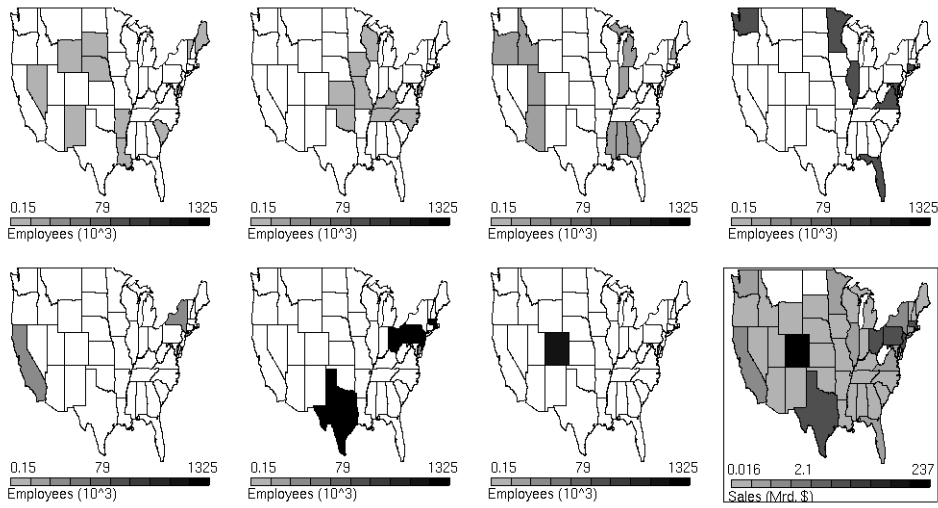 0.15 79 1325
Employees (10^3)
0.15 79 1325
Employees (10^3)
0.15 79 1325
Employees (10^3)
0.15 79 1325
Employees (10^3)
0.15 79 1325
Employees (10^3)
0.15 79 1325
Employees (10^3)
0.15 79 1325
Employees (10^3)
0.016 2.1 237
Sales (Mrd. $)